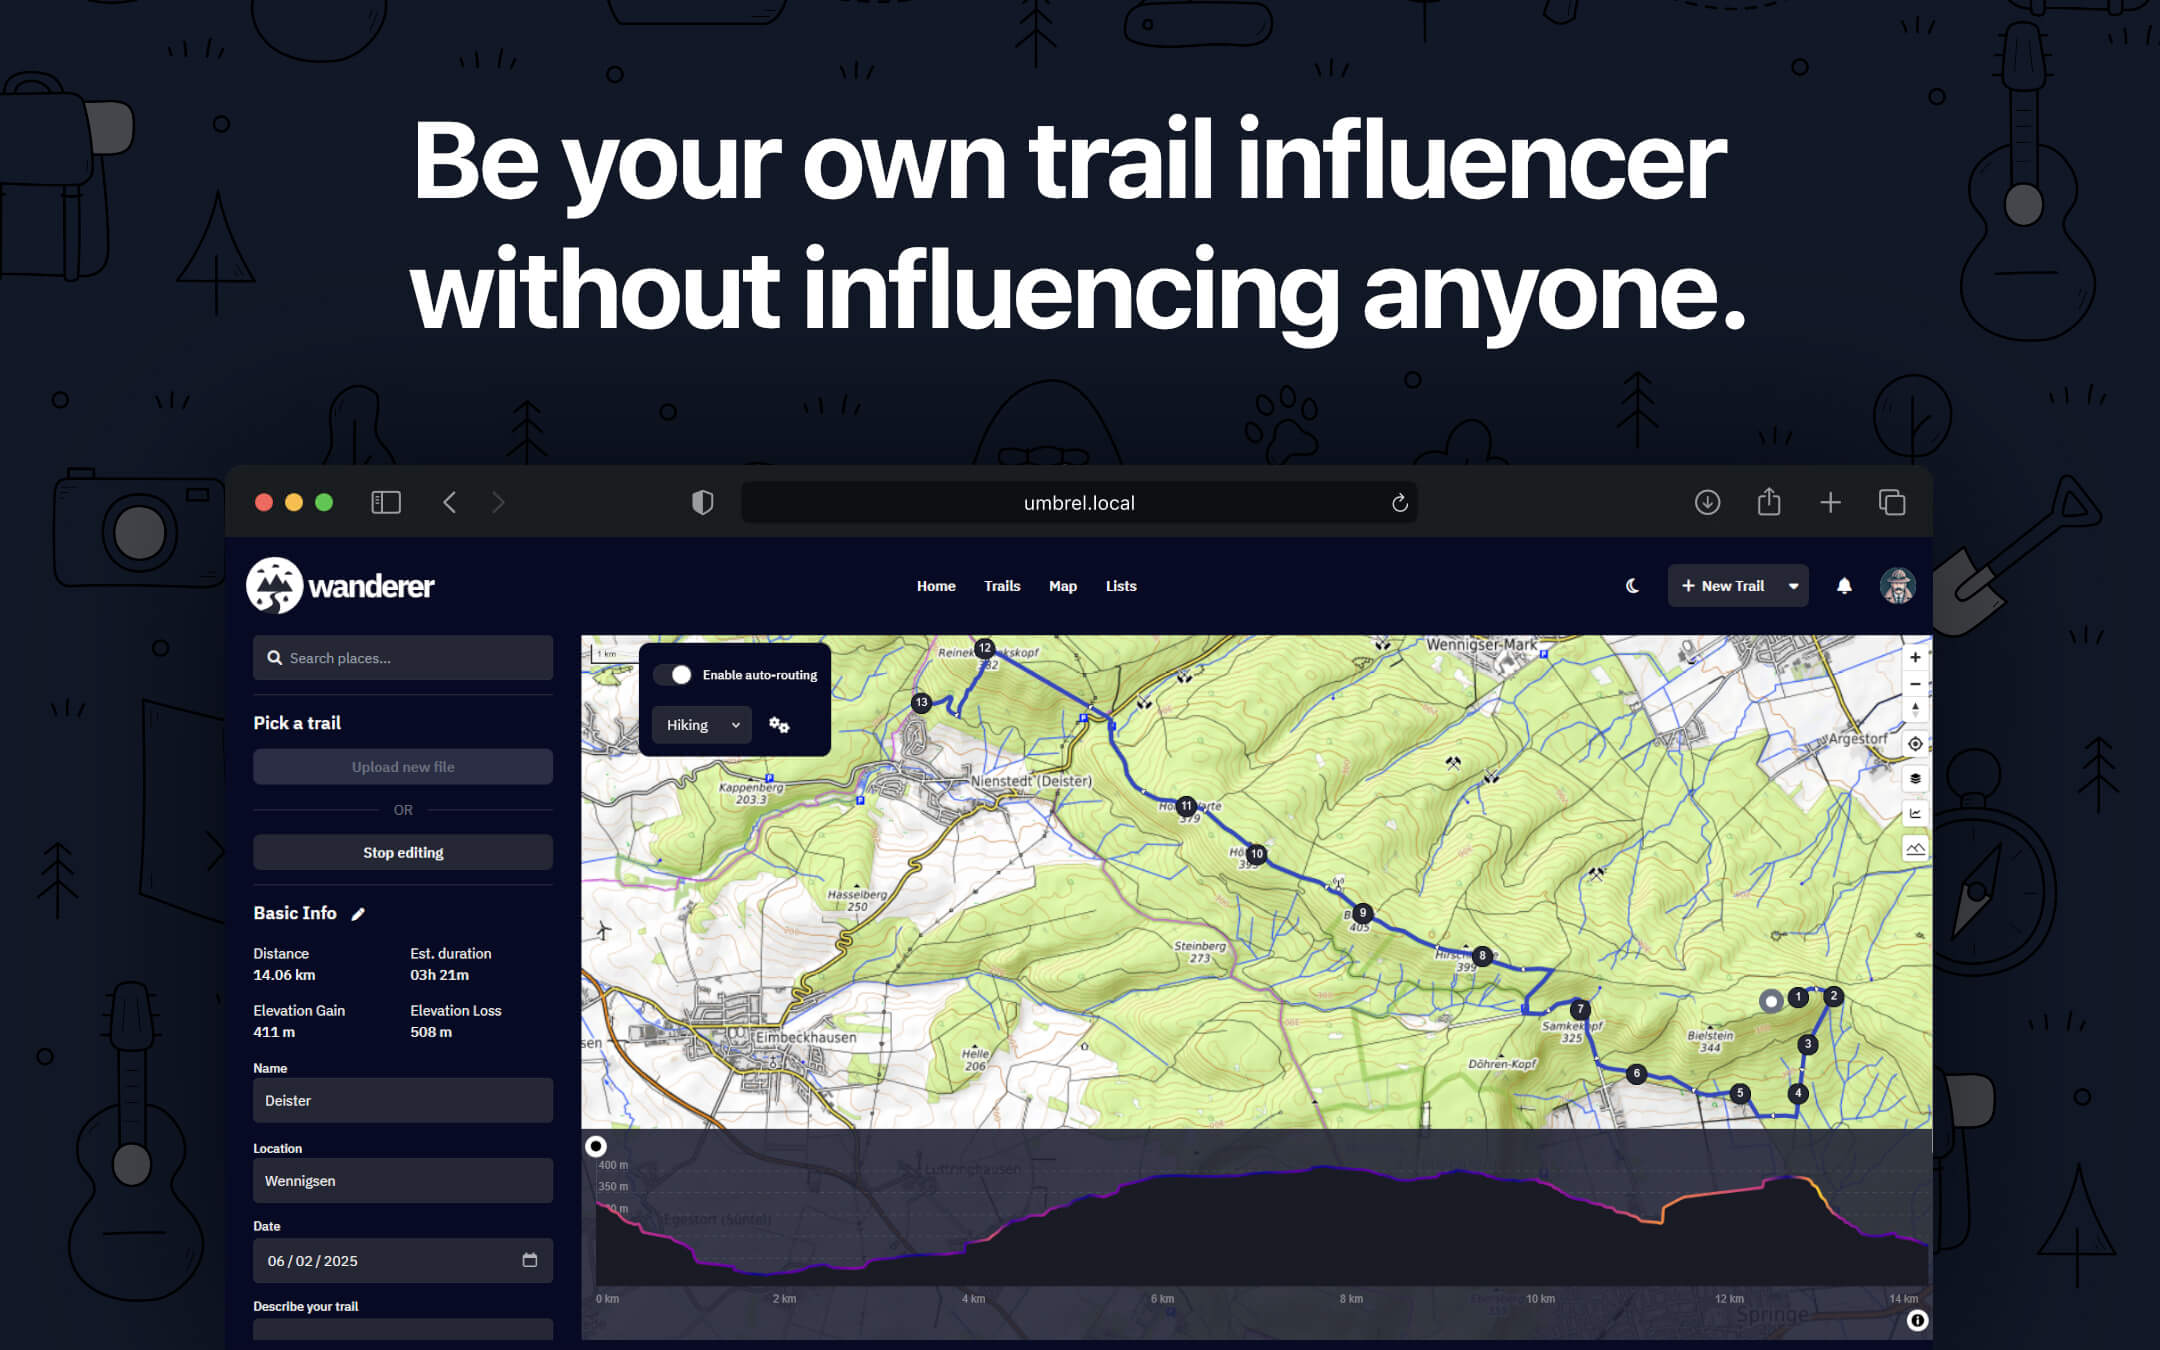 Be your own trail influencer
without influencing anyone.
umbrel.local
wanderer
Home Trails Map Lists
+ New Trail
Search places...
Pick a trail
Upload new file
OR
Stop editing
Basic Info
Distance Est. duration
14.06 km 03h 21m
Elevation Gain Elevation Loss
411 m 508 m
Name
Deister
Location
Wennigsen
Date
06/02/2025
Describe your trail
1 km
Enable auto-routing
Hiking
12
13
Wennigser-Mark
Argestorf
Kappenberg
203.3
Nienstedt (Deister)
11
379
10
Hasselberg
250
9
405
Steinberg
273
8
399
7
Samkekopf
325
1
2
Bielstein
344
3
Eimbeckhausen
Helle
206
Döhren-Kopf
6
5
4
400 m
350 m
Luttringhausen
Egestorf (Süntel)
0 km 2 km 4 km 6 km 8 km 10 km 12 km 14 km
Springe